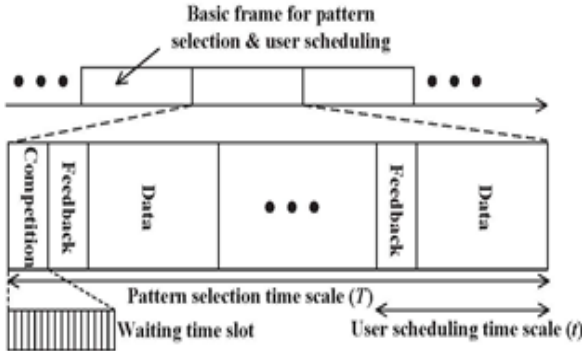 Basic frame for pattern
selection & user scheduling
Competition
Feedback
Data
Feedback
Data
Pattern selection time scale (T)
Waiting time slot
User scheduling time scale (t)